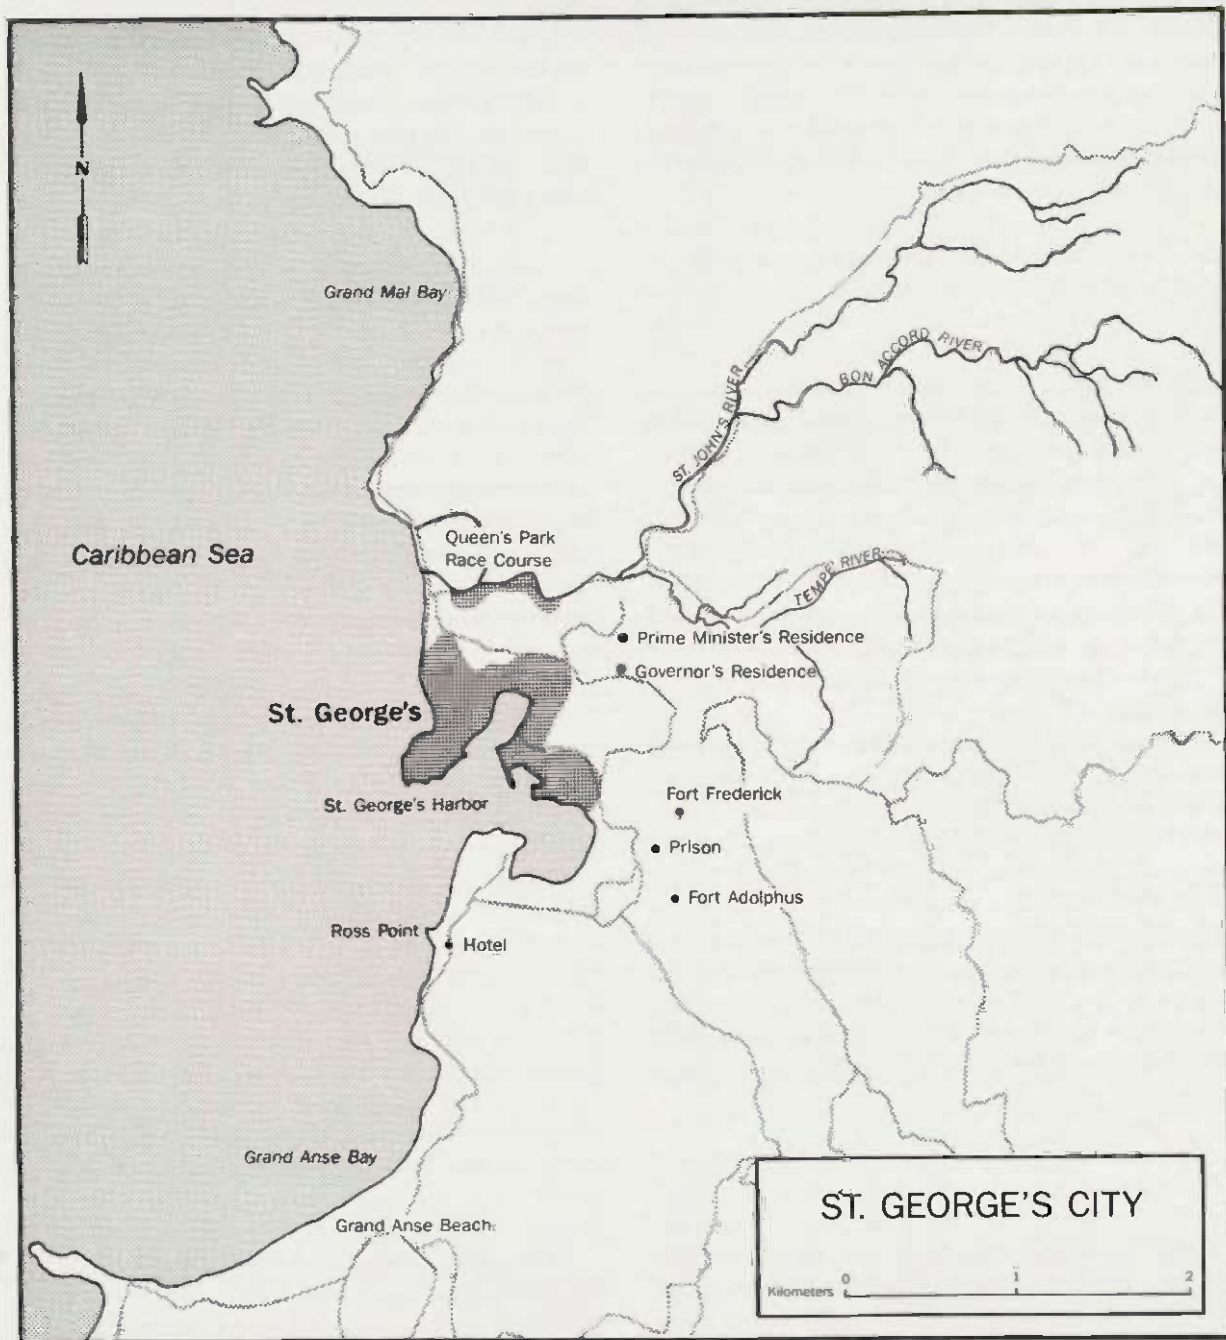 N
Grand Mal Bay
ST. JOHN'S RIVER
BON ACCORD RIVER
Caribbean Sea
Queen's Park
Race Course
TEMPE' RIVER
Prime Minister's Residence
Governor's Residence
St. George's
St. George's Harbor
Fort Frederick
Prison
Fort Adolphus
Ross Point
Hotel
Grand Anse Bay
Grand Anse Beach
ST. GEORGE'S CITY
Kilometers 0 1 2